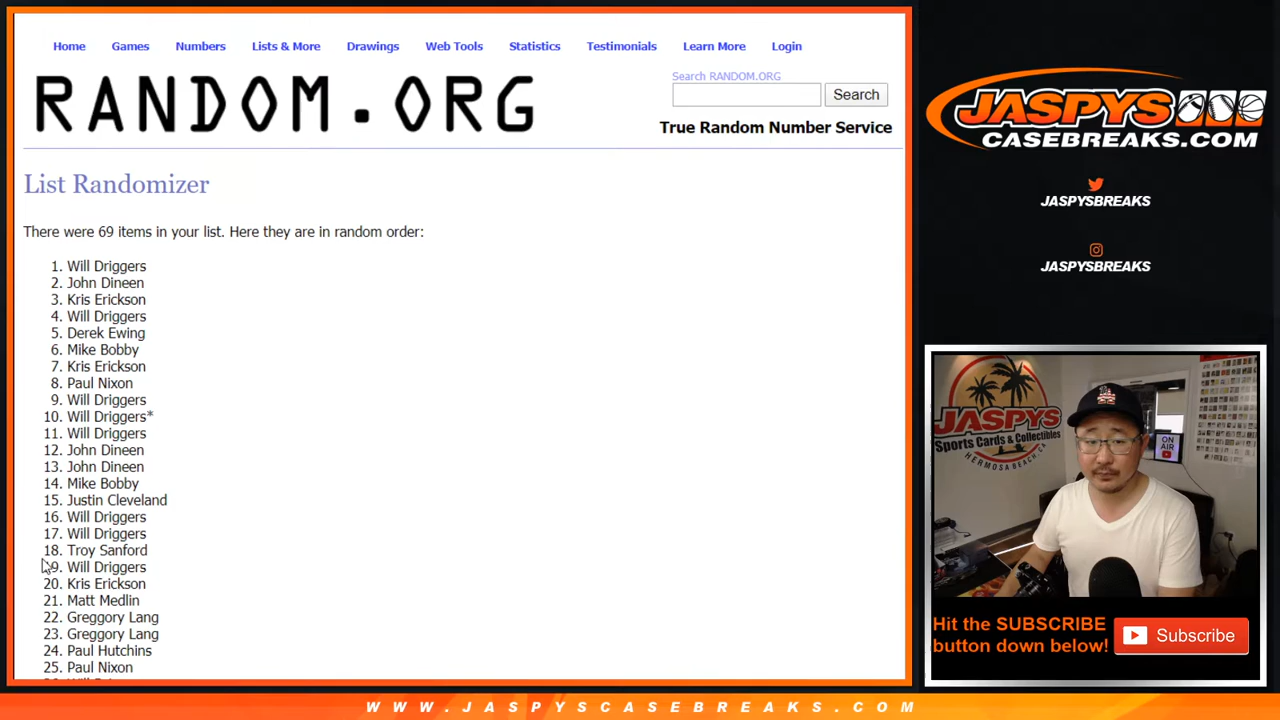 Home Games Numbers Lists & More Drawings Web Tools Statistics Testimonials Learn More Login
RANDOM.ORG
Search RANDOM.ORG
Search
True Random Number Service
List Randomizer
There were 69 items in your list. Here they are in random order:
1. Will Driggers
2. John Dineen
3. Kris Erickson
4. Will Driggers
5. Derek Ewing
6. Mike Bobby
7. Kris Erickson
8. Paul Nixon
9. Will Driggers
10. Will Driggers*
11. Will Driggers
12. John Dineen
13. John Dineen
14. Mike Bobby
15. Justin Cleveland
16. Will Driggers
17. Will Driggers
18. Troy Sanford
19. Will Driggers
20. Kris Erickson
21. Matt Medlin
22. Greggory Lang
23. Greggory Lang
24. Paul Hutchins
25. Paul Nixon
JASPYS
CASEBREAKS.COM
JASPYSBREAKS
JASPYSBREAKS
JASPYS
Sports Cards & Collectibles
HERMOSA BEACH, CA
ON AIR
Hit the SUBSCRIBE
button down below!
Subscribe
WWW.JASPYSCASEBREAKS.COM